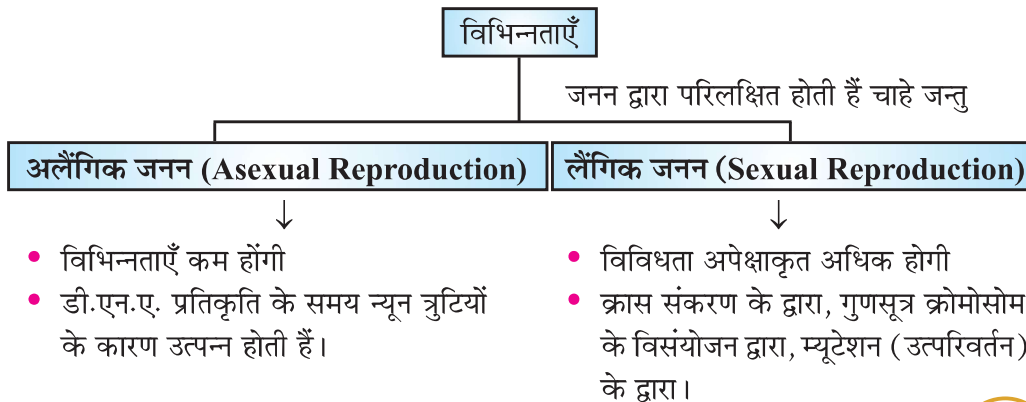 विभिन्नताएँ
जनन द्वारा परिलक्षित होती हैं चाहे जन्तु
अलैंगिक जनन (Asexual Reproduction)
↓
• विभिन्नताएँ कम होंगी
• डी.एन.ए. प्रतिकृति के समय न्यून त्रुटियों
के कारण उत्पन्न होती हैं।
लैंगिक जनन (Sexual Reproduction)
↓
• विविधता अपेक्षाकृत अधिक होगी
• क्रास संकरण के द्वारा, गुणसूत्र क्रोमोसोम
के विसंयोजन द्वारा, म्यूटेशन (उत्परिवर्तन)
के द्वारा।